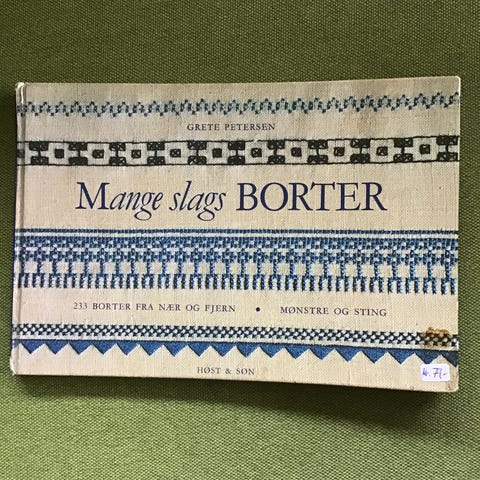 GRETE PETERSEN
Mange slags BORTER
233 BORTER FRA NÆR OG FJERN • MØNSTRE OG STING
HØST & SØN